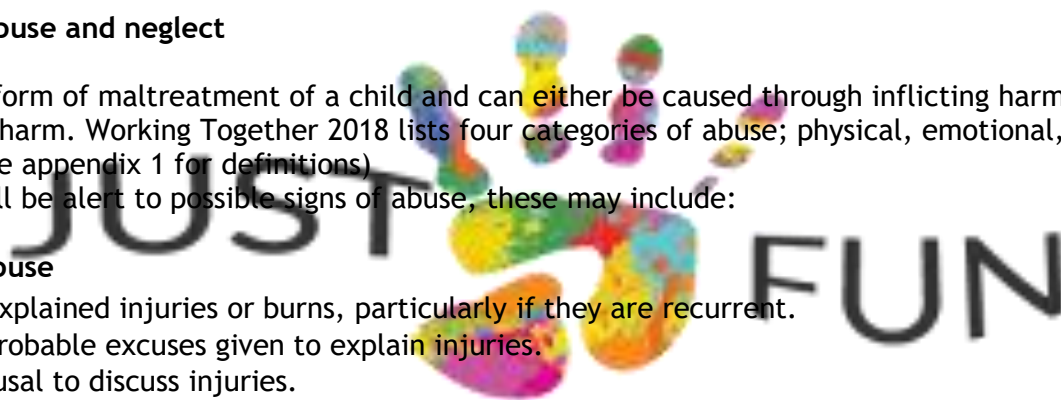 buse and neglect
form of maltreatment of a child and can either be caused through inflicting harm
harm. Working Together 2018 lists four categories of abuse; physical, emotional,
e appendix 1 for definitions)
ll be alert to possible signs of abuse, these may include:
JUST FUN
buse
xplained injuries or burns, particularly if they are recurrent.
robable excuses given to explain injuries.
usal to discuss injuries.